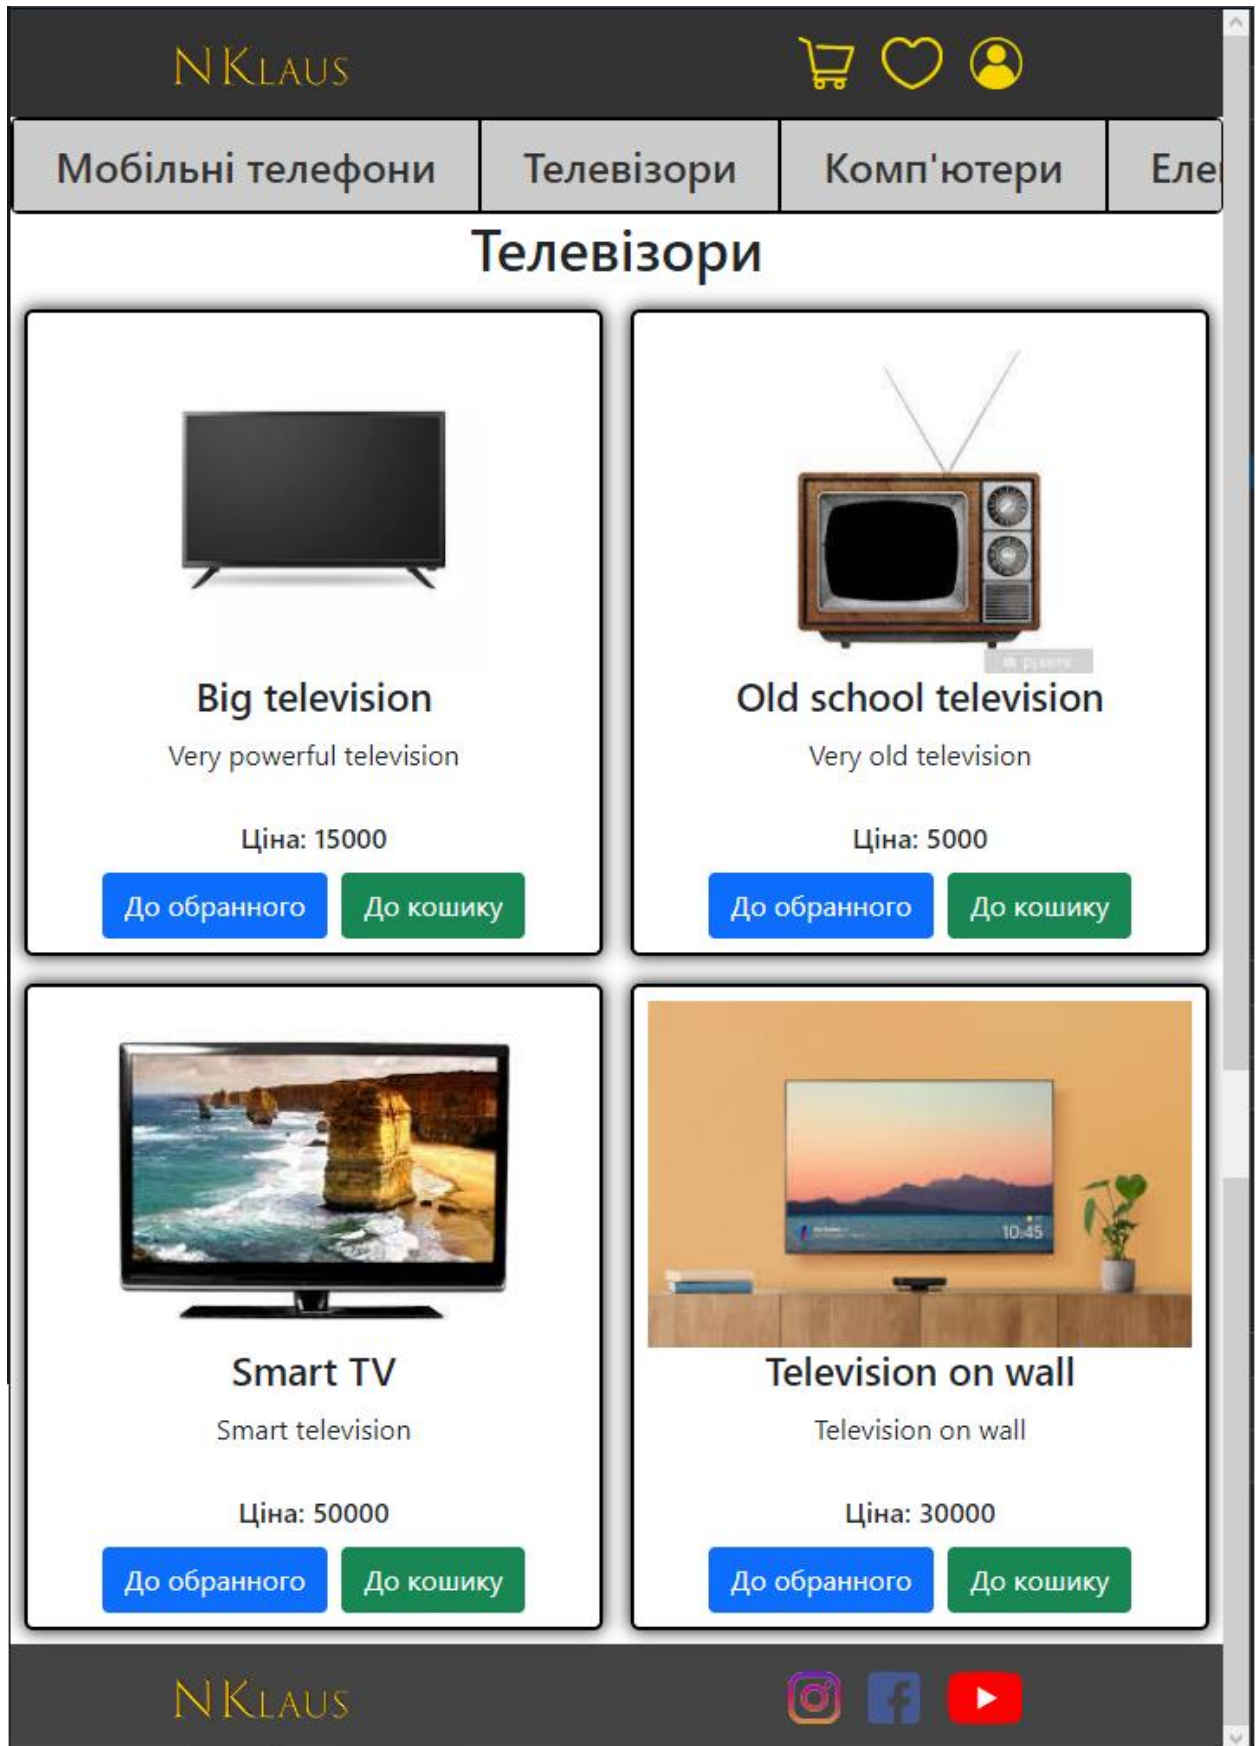 NKLAUS
Мобільні телефони Телевізори Комп'ютери Еле
Телевізори
Big television
Very powerful television
Ціна: 15000
До обранного До кошику
Old school television
Very old television
Ціна: 5000
До обранного До кошику
10:45
Smart TV
Smart television
Ціна: 50000
До обранного До кошику
Television on wall
Television on wall
Ціна: 30000
До обранного До кошику
NKLAUS